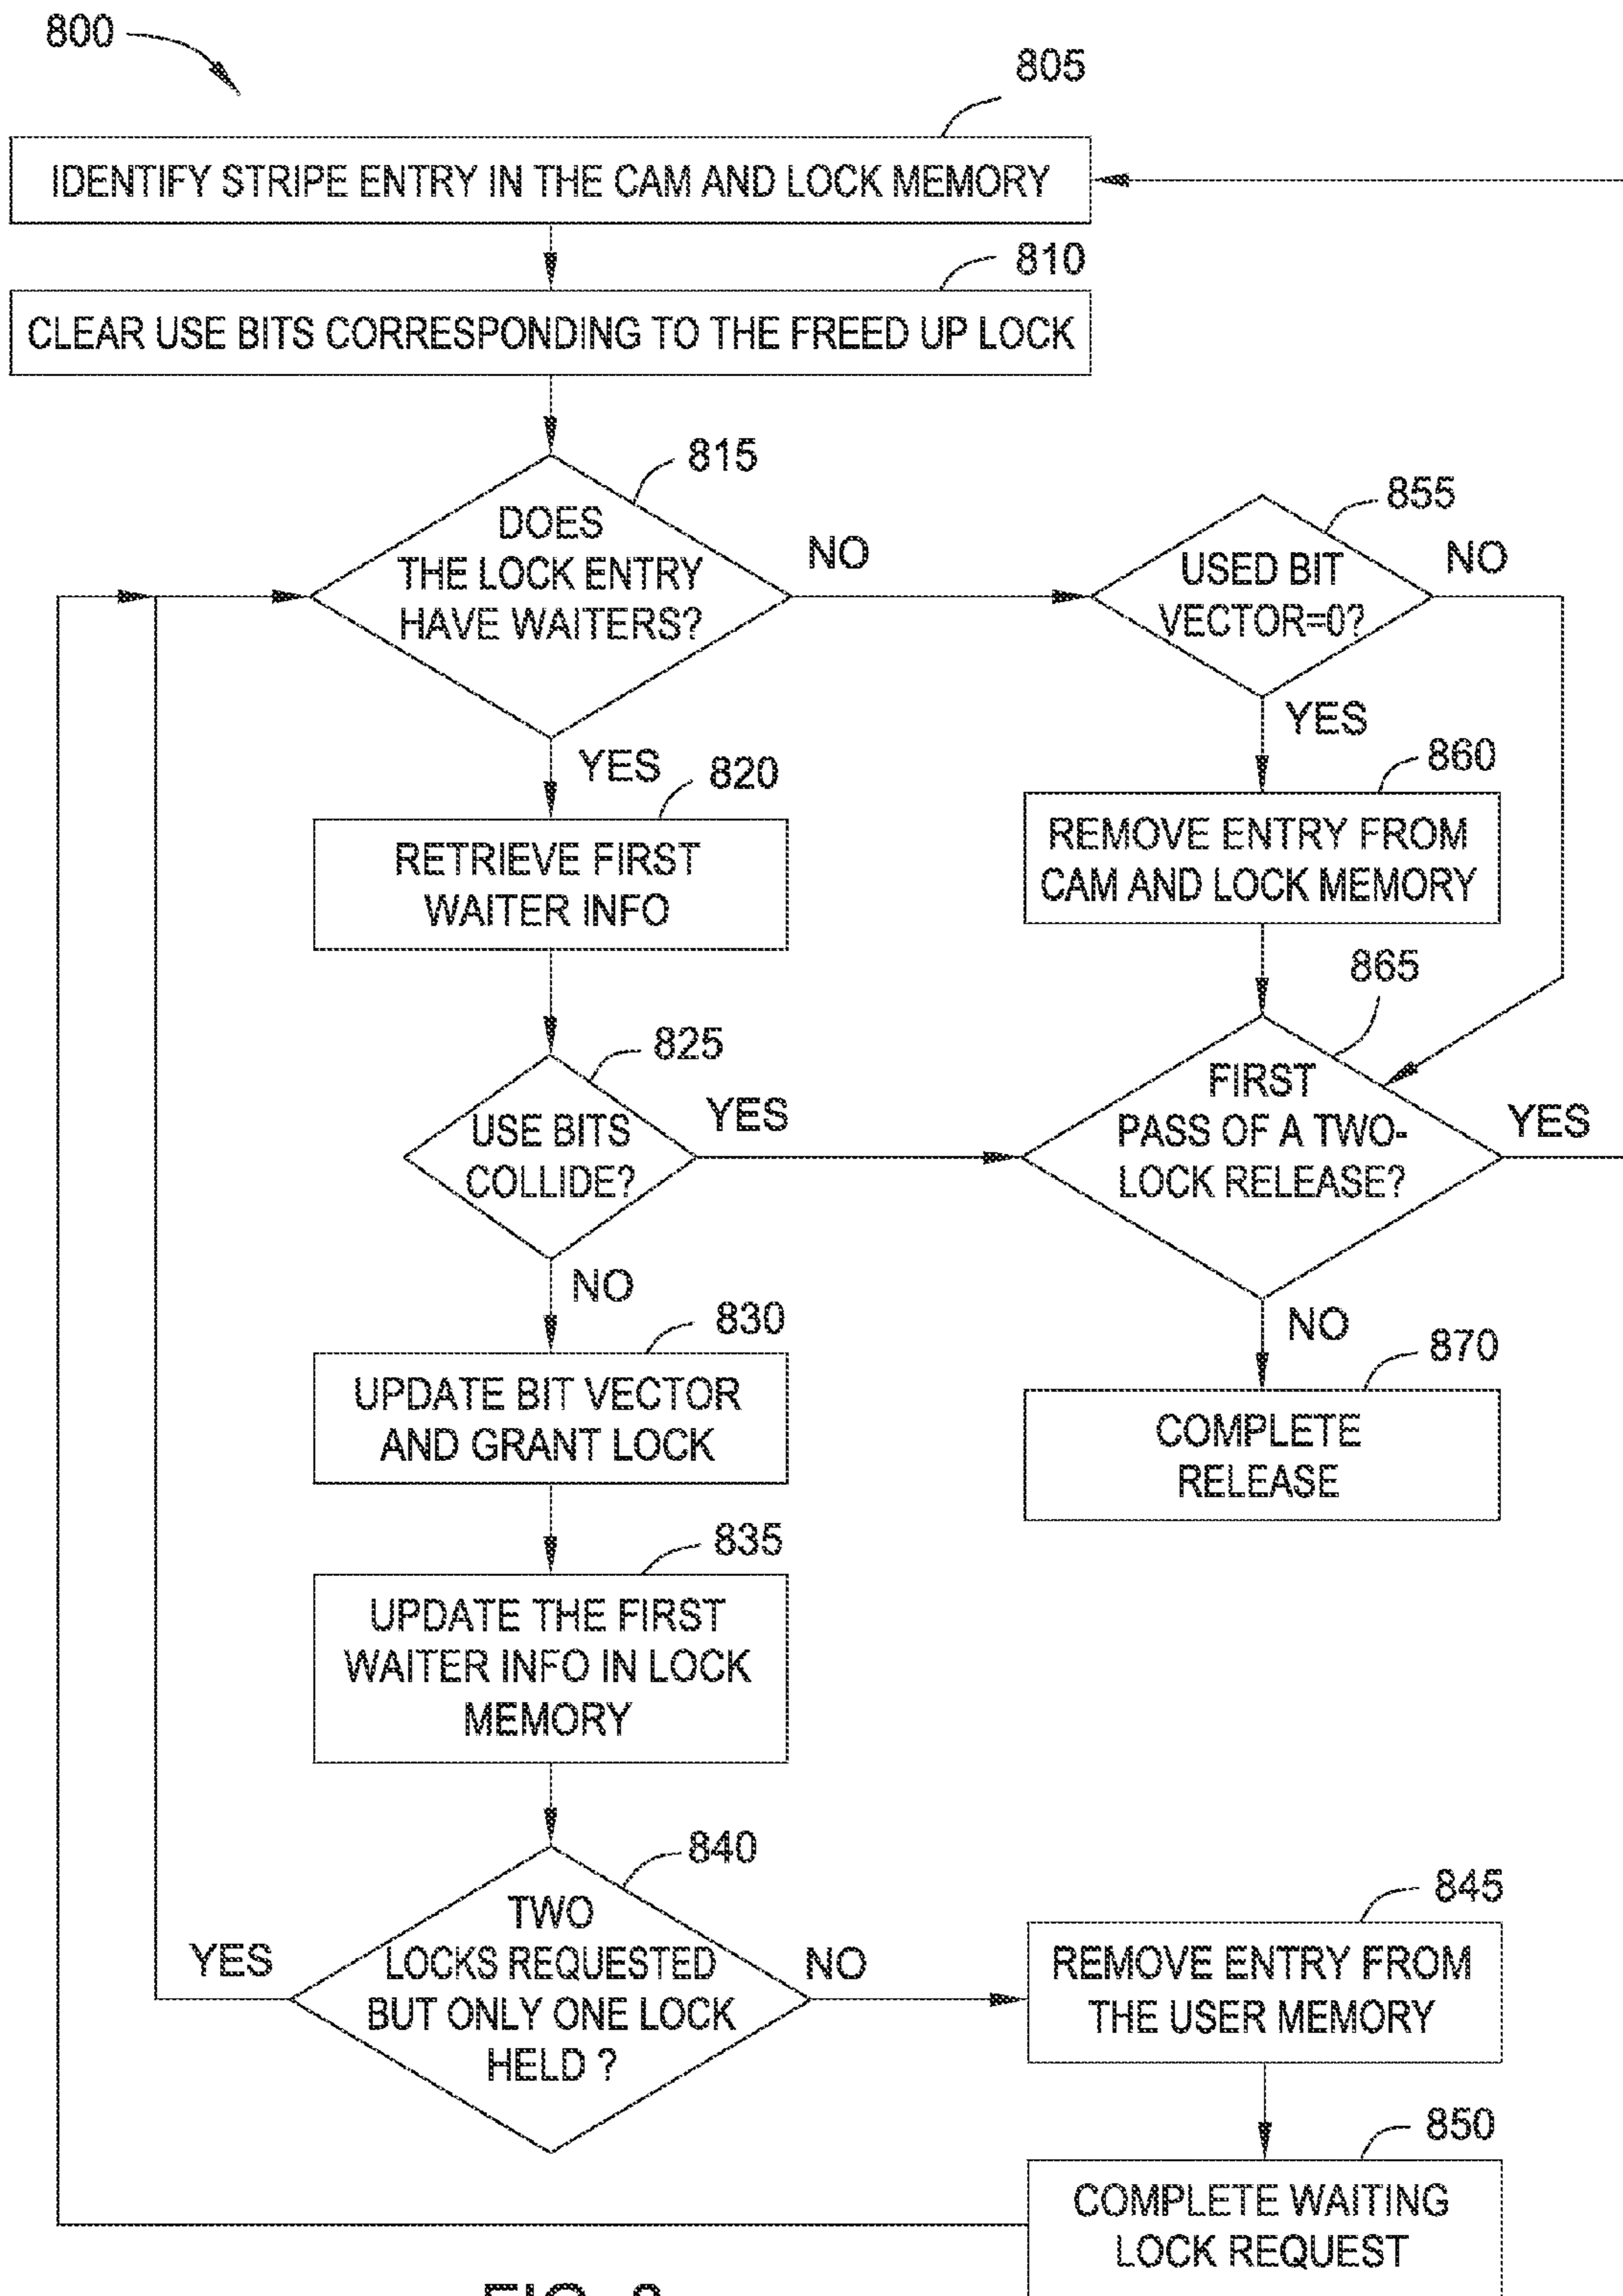 800
805
IDENTIFY STRIPE ENTRY IN THE CAM AND LOCK MEMORY
810
CLEAR USE BITS CORRESPONDING TO THE FREED UP LOCK
815
DOES
THE LOCK ENTRY
HAVE WAITERS?
NO
YES
855
USED BIT
VECTOR=0?
NO
YES
820
RETRIEVE FIRST
WAITER INFO
860
REMOVE ENTRY FROM
CAM AND LOCK MEMORY
825
USE BITS
COLLIDE?
YES
NO
865
FIRST
PASS OF A TWO-
LOCK RELEASE?
YES
NO
830
UPDATE BIT VECTOR
AND GRANT LOCK
870
COMPLETE
RELEASE
835
UPDATE THE FIRST
WAITER INFO IN LOCK
MEMORY
840
TWO
LOCKS REQUESTED
BUT ONLY ONE LOCK
HELD ?
YES
NO
845
REMOVE ENTRY FROM
THE USER MEMORY
850
COMPLETE WAITING
LOCK REQUEST